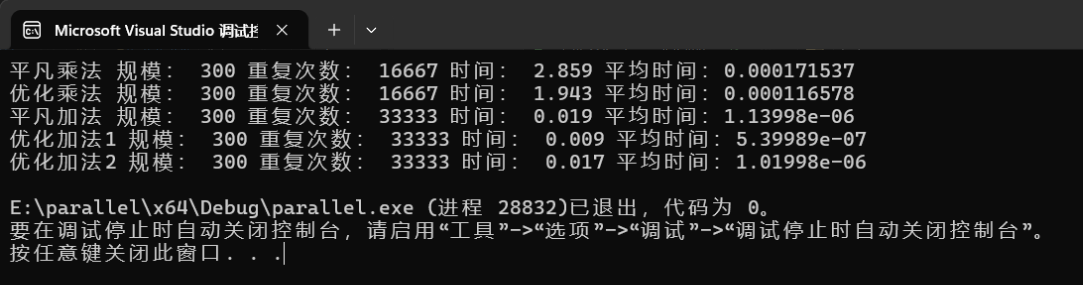 Microsoft Visual Studio 调试控
平凡乘法 规模： 300 重复次数： 16667 时间： 2.859 平均时间：0.000171537
优化乘法 规模： 300 重复次数： 16667 时间： 1.943 平均时间：0.000116578
平凡加法 规模： 300 重复次数： 33333 时间： 0.019 平均时间：1.13998e-06
优化加法1 规模： 300 重复次数： 33333 时间： 0.009 平均时间：5.39989e-07
优化加法2 规模： 300 重复次数： 33333 时间： 0.017 平均时间：1.01998e-06
E:\parallel\x64\Debug\parallel.exe (进程 28832)已退出，代码为 0。
要在调试停止时自动关闭控制台，请启用“工具”->“选项”->“调试”->“调试停止时自动关闭控制台”。
按任意键关闭此窗口. . .